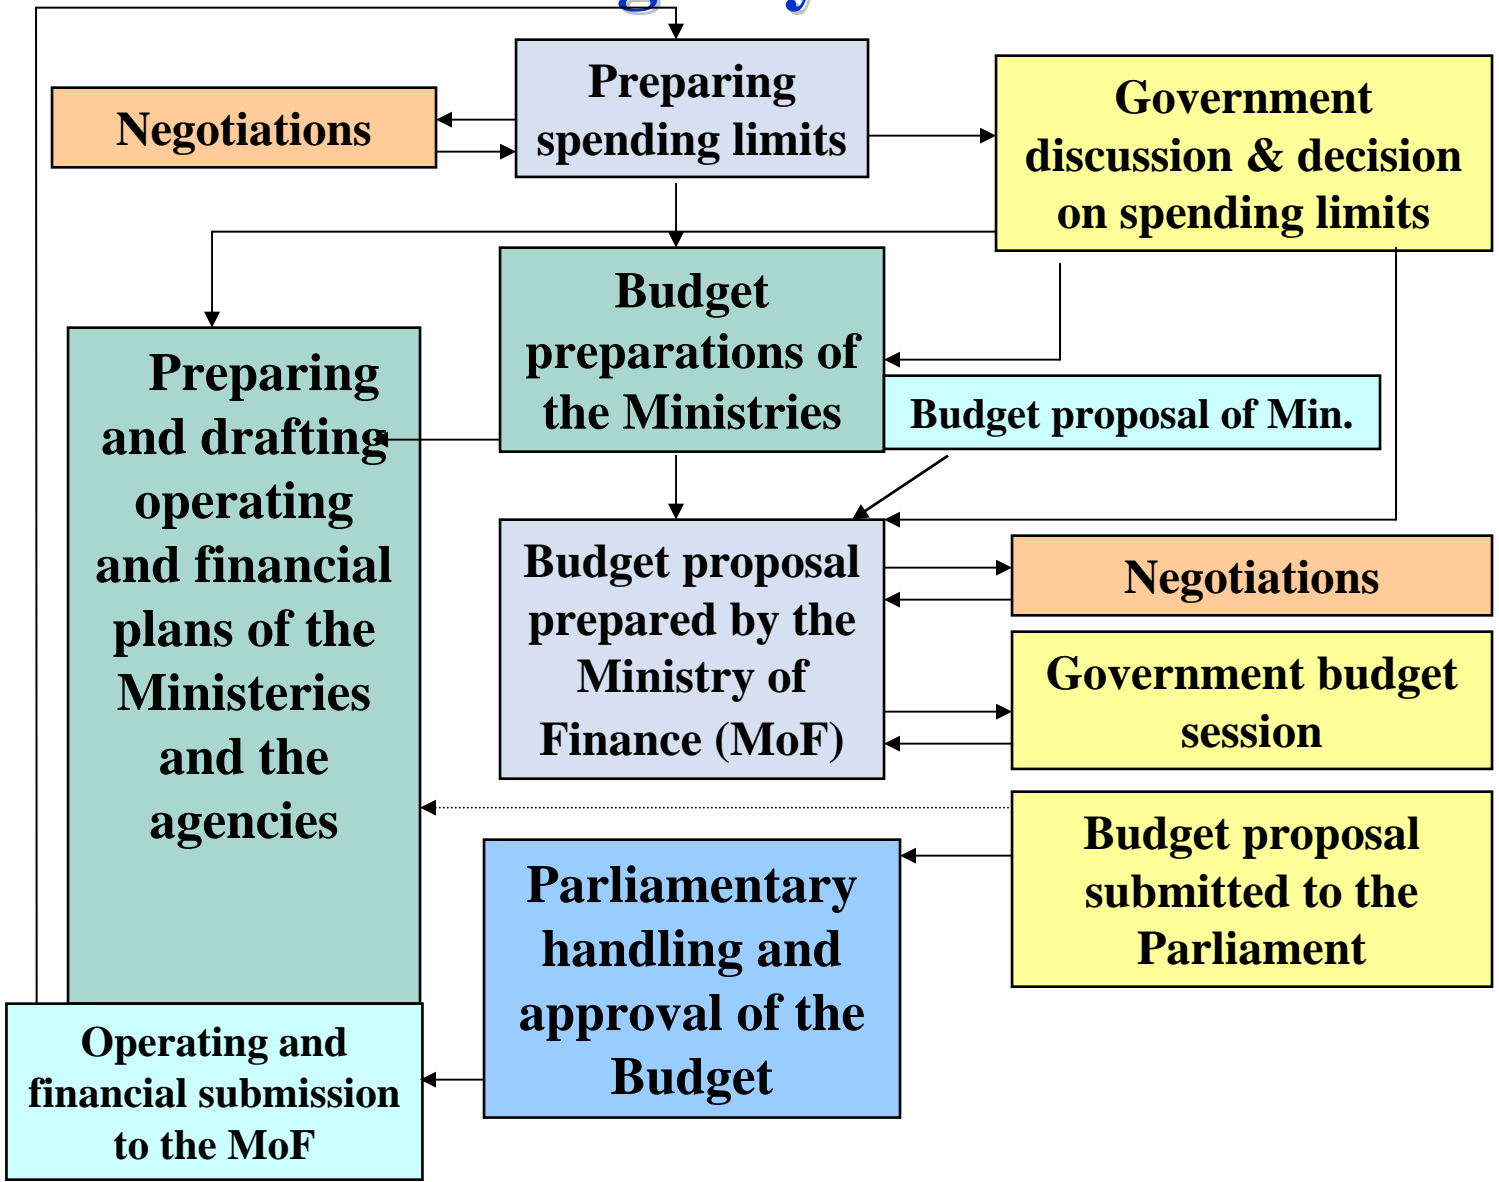 Preparing
spending limits
Negotiations
Government
discussion & decision
on spending limits
Budget
preparations of
the Ministries
Budget proposal of Min.
Preparing
and drafting
operating
and financial
plans of the
Ministeries
and the
agencies
Budget proposal
prepared by the
Ministry of
Finance (MoF)
Negotiations
Government budget
session
Budget proposal
submitted to the
Parliament
Parliamentary
handling and
approval of the
Budget
Operating and
financial submission
to the MoF